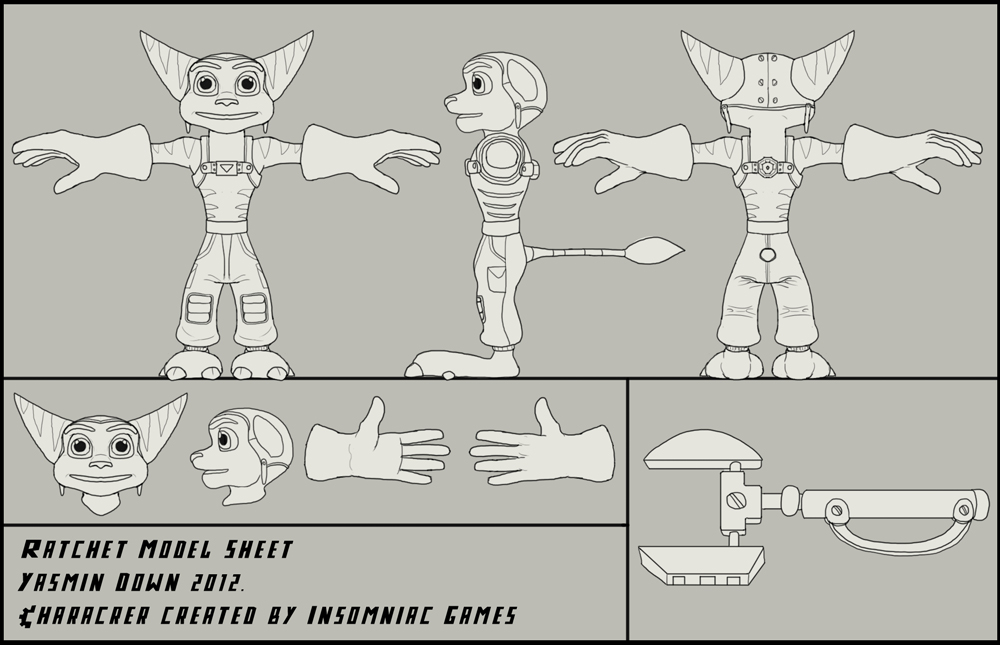 Ratchet Model Sheet
Yasmin Down 2012.
Characrer created by Insomniac Games